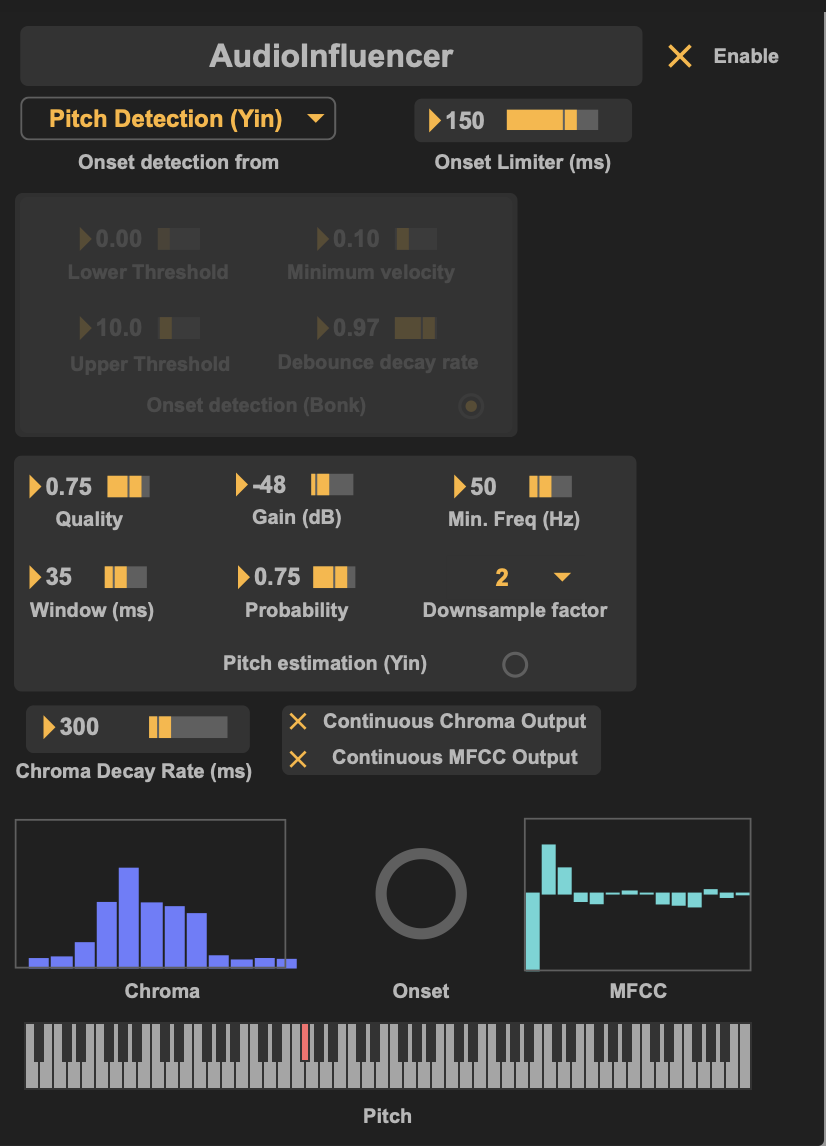 AudioInfluencer
Enable
Pitch Detection (Yin)
150
Onset detection from
Onset Limiter (ms)
0.00
0.10
Lower Threshold
Minimum velocity
10.0
0.97
Upper Threshold
Debounce decay rate
Onset detection (Bonk)
0.75
-48
50
Quality
Gain (dB)
Min. Freq (Hz)
35
0.75
2
Window (ms)
Probability
Downsample factor
Pitch estimation (Yin)
300
Continuous Chroma Output
Continuous MFCC Output
Chroma Decay Rate (ms)
Chroma
Onset
MFCC
Pitch